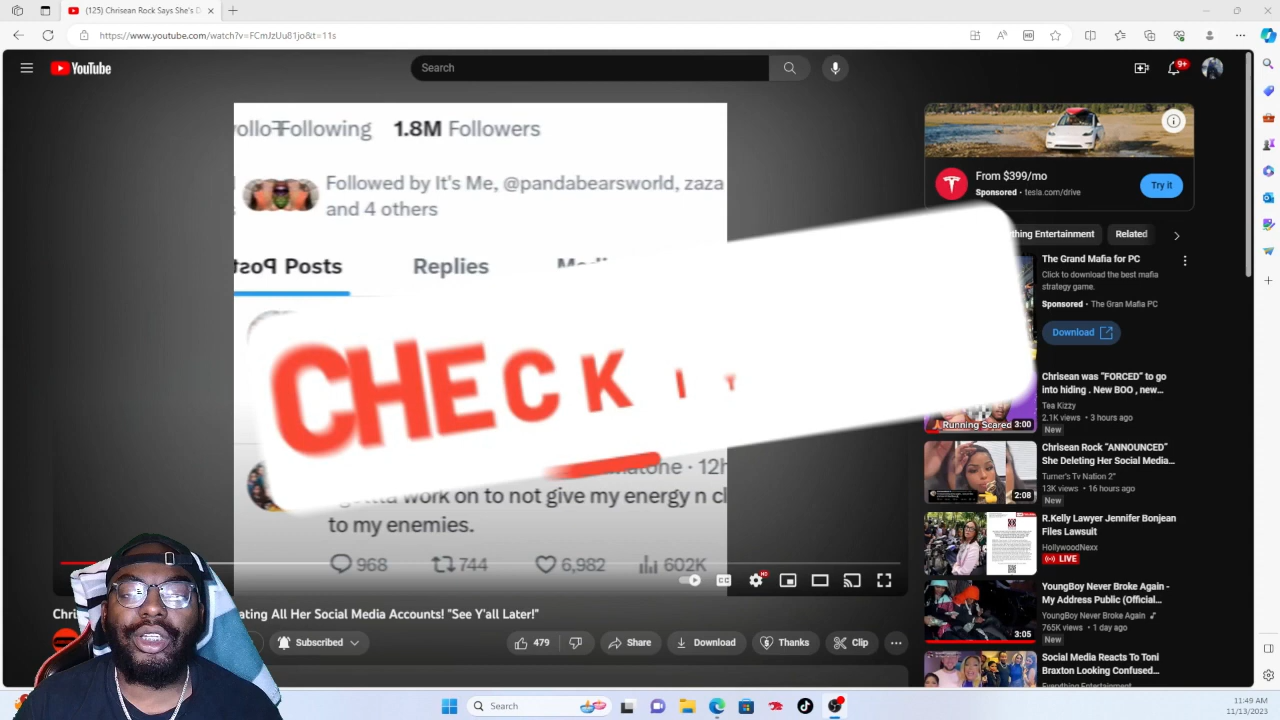 (125) Chrisean Rock Says She's D
https://www.youtube.com/watch?v=FCmJzUu81jo&t=11s
YouTube
Search
9+
Following 1.8M Followers
Followed by It's Me, @pandabearsworld, zaza
and 4 others
Posts Replies
CHECK
12h
work on to not give my energy n cl
to my enemies.
968 744 6,982 602K
ating All Her Social Media Accounts! "See Y'all Later!"
Subscribed
479 Share Download Thanks Clip
From $399/mo
Sponsored · tesla.com/drive
Try it
thing Entertainment Related
The Grand Mafia for PC
Click to download the best mafia
strategy game.
Sponsored · The Gran Mafia PC
Download
Chrisean was "FORCED" to go
into hiding . New BOO , new...
Tea Kizzy
2.1K views • 3 hours ago
New
Running Scared 3:00
Chrisean Rock "ANNOUNCED"
She Deleting Her Social Media...
Turner's Tv Nation 2"
13K views • 16 hours ago
New
2:08
R.Kelly Lawyer Jennifer Bonjean
Files Lawsuit
HollywoodNexx
LIVE
YoungBoy Never Broke Again -
My Address Public (Official...
YoungBoy Never Broke Again
765K views • 1 day ago
New
3:05
Social Media Reacts To Toni
Braxton Looking Confused...
Everything Entertainment
Search
11:49 AM
11/13/2023